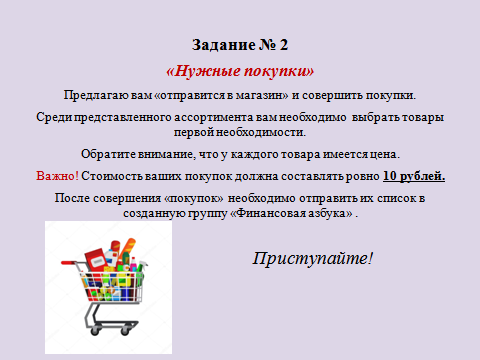 Задание № 2
«Нужные покупки»
Предлагаю вам «отправится в магазин» и совершить покупки.
Среди представленного ассортимента вам необходимо выбрать товары
первой необходимости.
Обратите внимание, что у каждого товара имеется цена.
Важно! Стоимость ваших покупок должна составлять ровно 10 рублей.
После совершения «покупок» необходимо отправить их список в
созданную группу «Финансовая азбука» .
Приступайте!